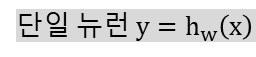 단일 뉴런 y = h_w(x)